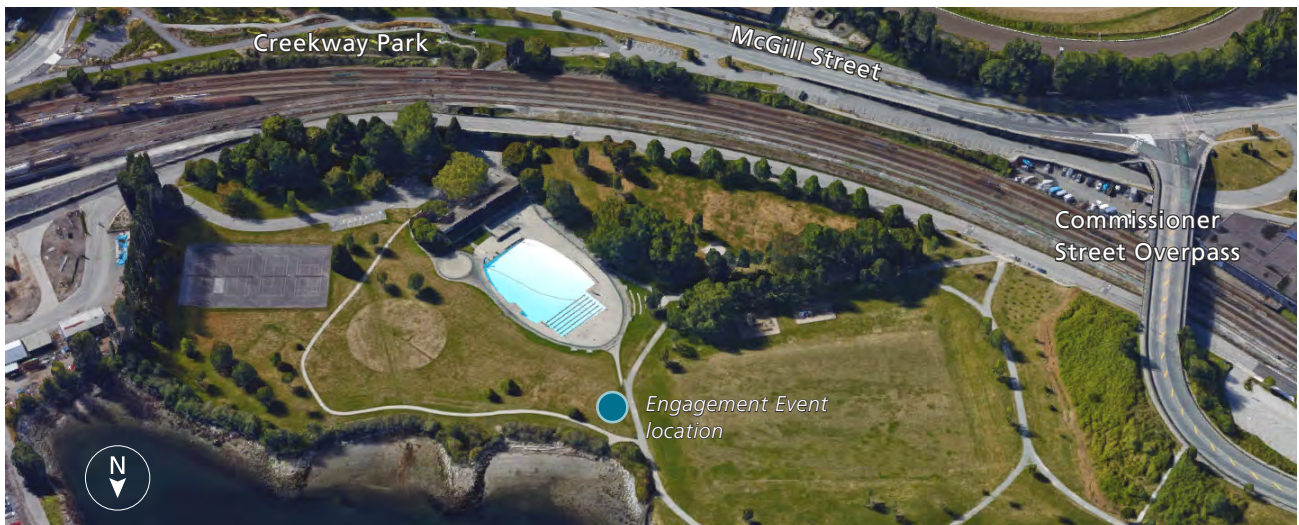 Creekway Park
McGill Street
Commissioner
Street Overpass
Engagement Event
location
N